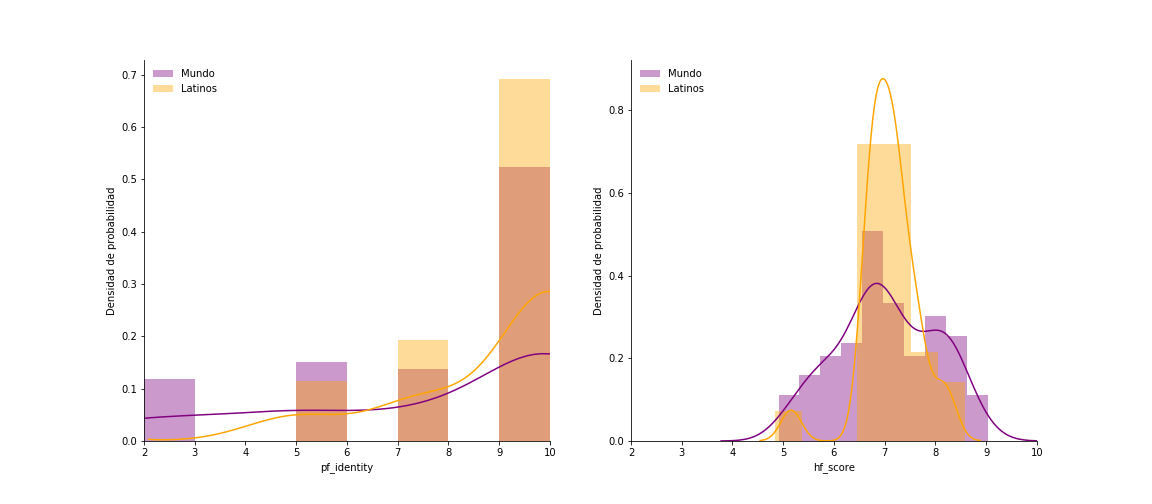 Mundo
Latinos
0.7
0.6
0.5
0.4
0.3
0.2
0.1
0.0
Densidad de probabilidad
2 3 4 5 6 7 8 9 10
pf_identity
Mundo
Latinos
0.8
0.6
0.4
0.2
0.0
Densidad de probabilidad
2 3 4 5 6 7 8 9 10
hf_score